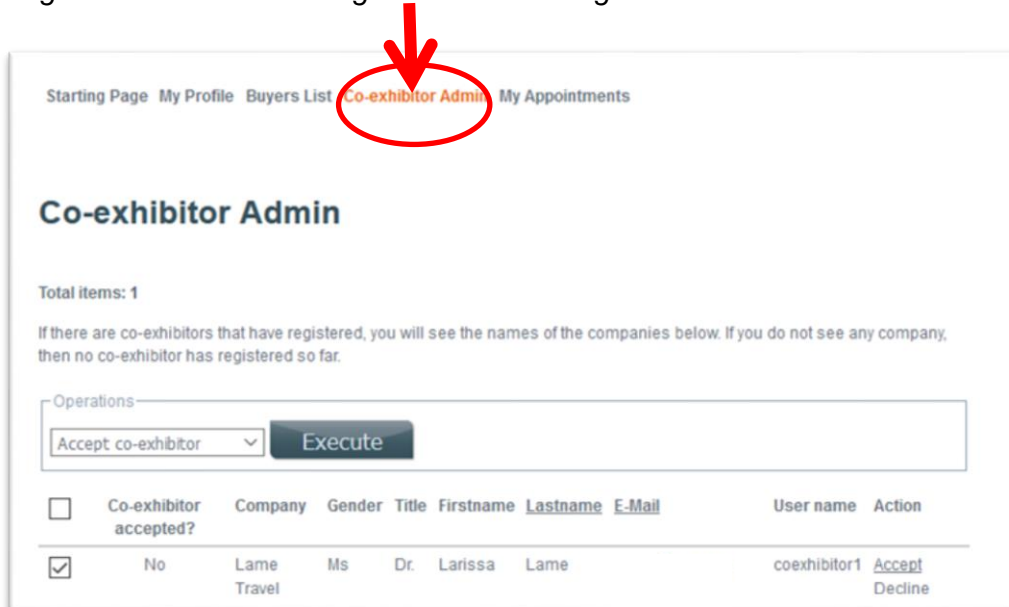 Starting Page My Profile Buyers List Co-exhibitor Admin My Appointments
Co-exhibitor Admin
Total items: 1
If there are co-exhibitors that have registered, you will see the names of the companies below. If you do not see any company,
then no co-exhibitor has registered so far.
Operations
Accept co-exhibitor Execute
Co-exhibitor accepted? Company Gender Title Firstname Lastname E-Mail User name Action
No Lame Travel Ms Dr. Larissa Lame coexhibitor1 Accept
Decline